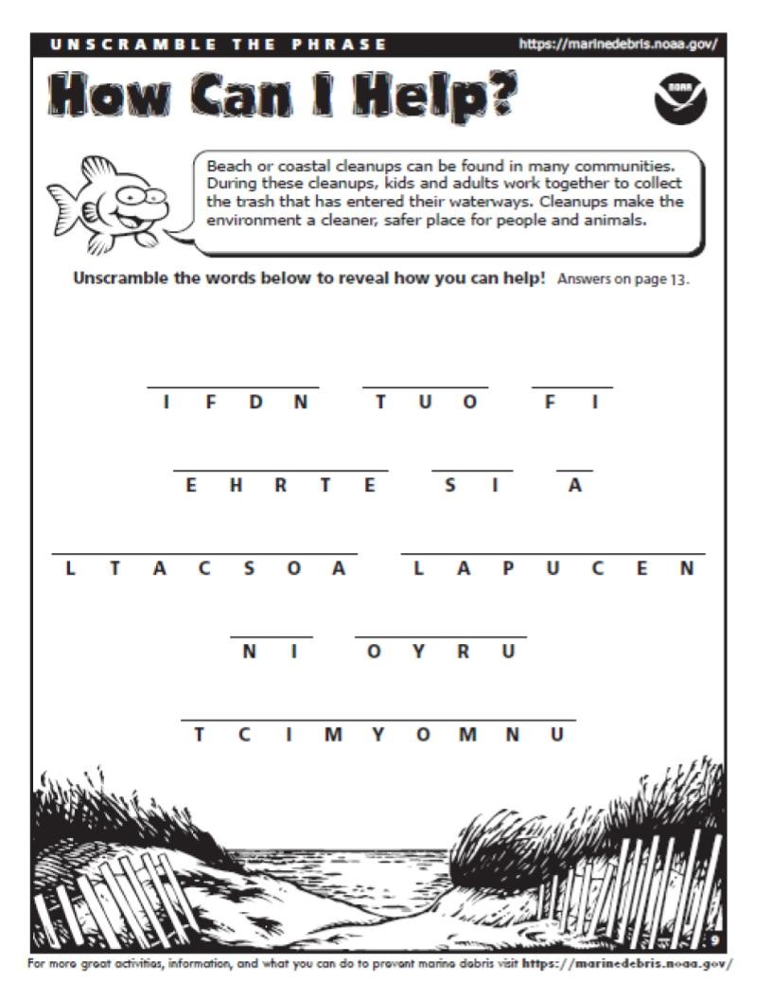 UNSCRAMBLE THE PHRASE https://marinedebris.noaa.gov/
How Can I Help?
NOAA
Beach or coastal cleanups can be found in many communities.
During these cleanups, kids and adults work together to collect
the trash that has entered their waterways. Cleanups make the
environment a cleaner, safer place for people and animals.
Unscramble the words below to reveal how you can help! Answers on page 13.
I F D N T U O F I
E H R T E S I A
L T A C S O A L A P U C E N
N I O Y R U
T C I M Y O M N U
9
For more great activities, information, and what you can do to prevent marine debris visit https://marinedebris.noaa.gov/